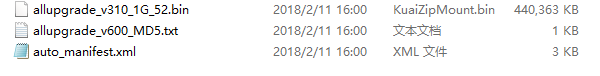 allupgrade_v310_1G_52.bin 2018/2/11 16:00 KuaiZipMount.bin 440,363 KB
allupgrade_v600_MD5.txt 2018/2/11 16:00 文本文档 1 KB
auto_manifest.xml 2018/2/11 16:00 XML 文件 3 KB